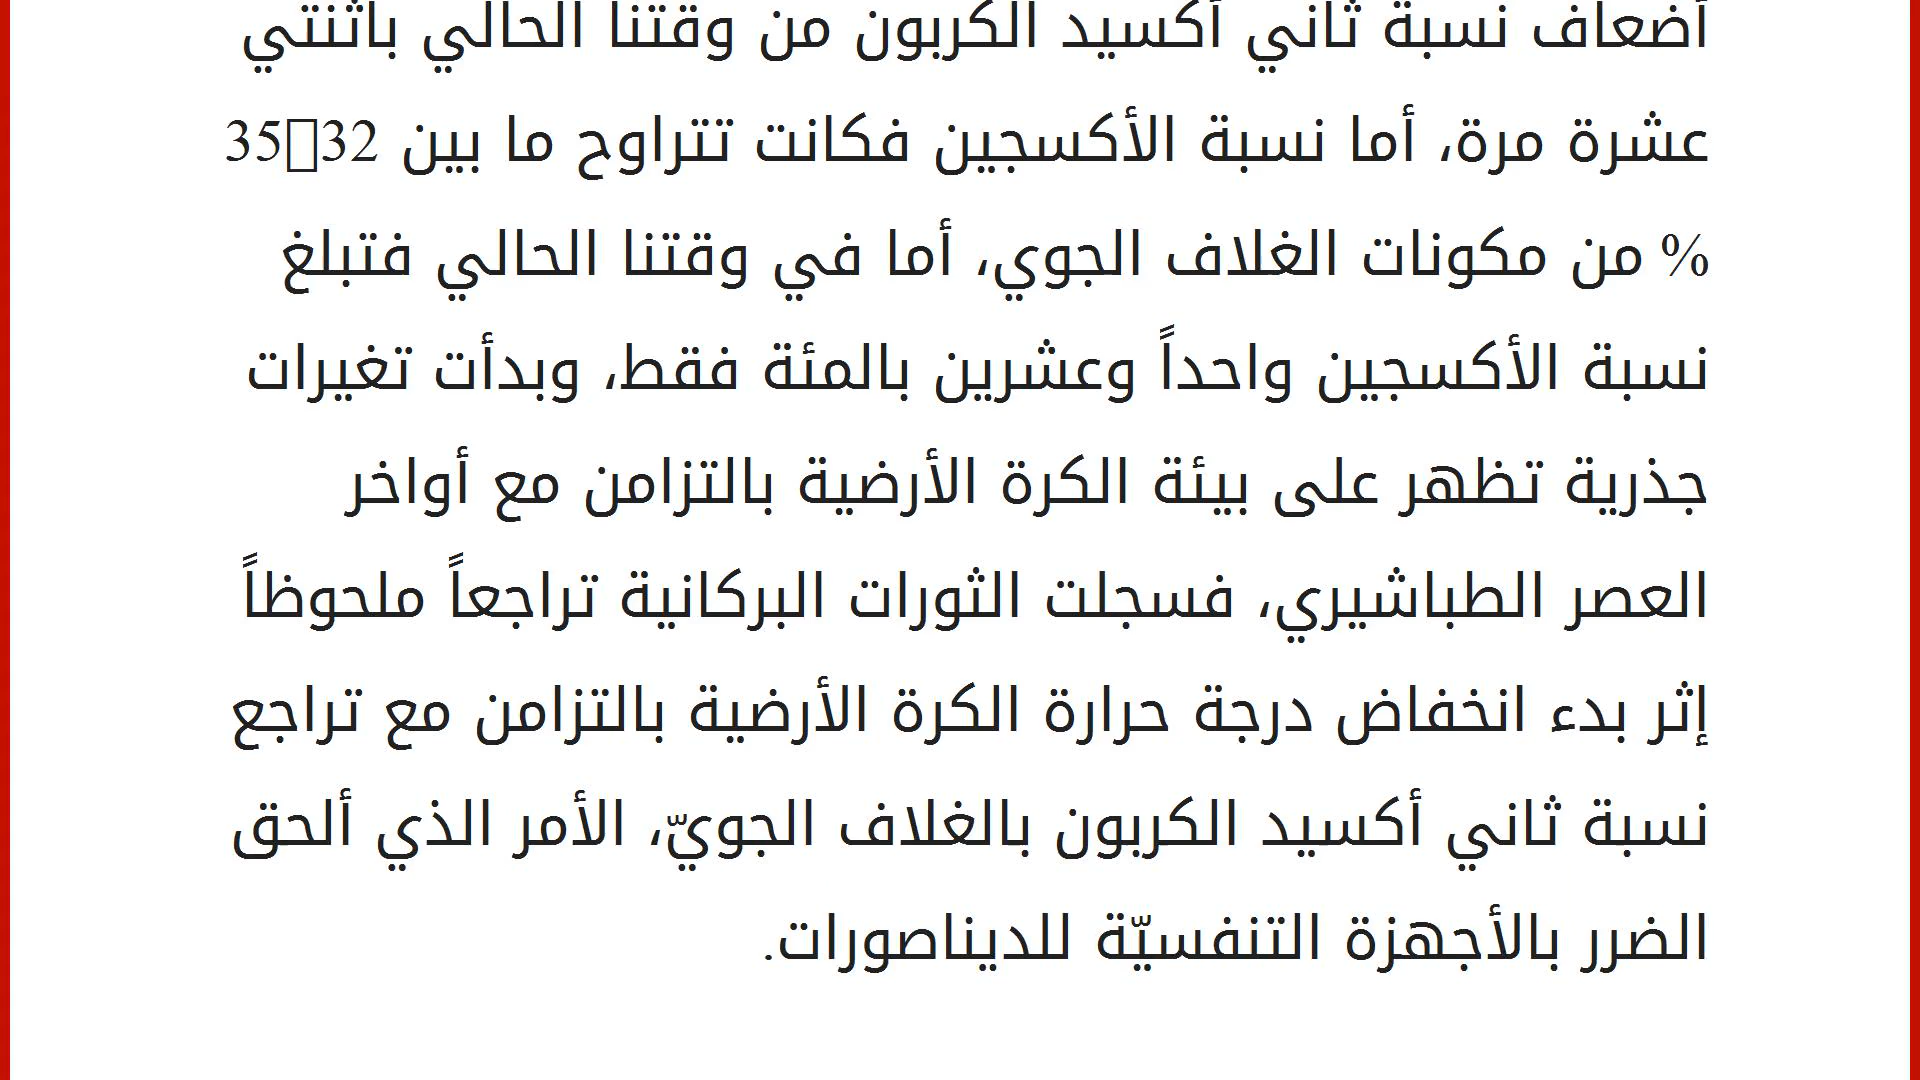 أضعاف نسبة ثاني أكسيد الكربون من وقتنا الحالي باثنتي
عشرة مرة، أما نسبة الأكسجين فكانت تتراوح ما بين 32▯35
% من مكونات الغلاف الجوي، أما في وقتنا الحالي فتبلغ
نسبة الأكسجين واحداً وعشرين بالمئة فقط، وبدأت تغيرات
جذرية تظهر على بيئة الكرة الأرضية بالتزامن مع أواخر
العصر الطباشيري، فسجلت الثورات البركانية تراجعاً ملحوظاً
إثر بدء انخفاض درجة حرارة الكرة الأرضية بالتزامن مع تراجع
نسبة ثاني أكسيد الكربون بالغلاف الجويّ، الأمر الذي ألحق
الضرر بالأجهزة التنفسيّة للديناصورات.